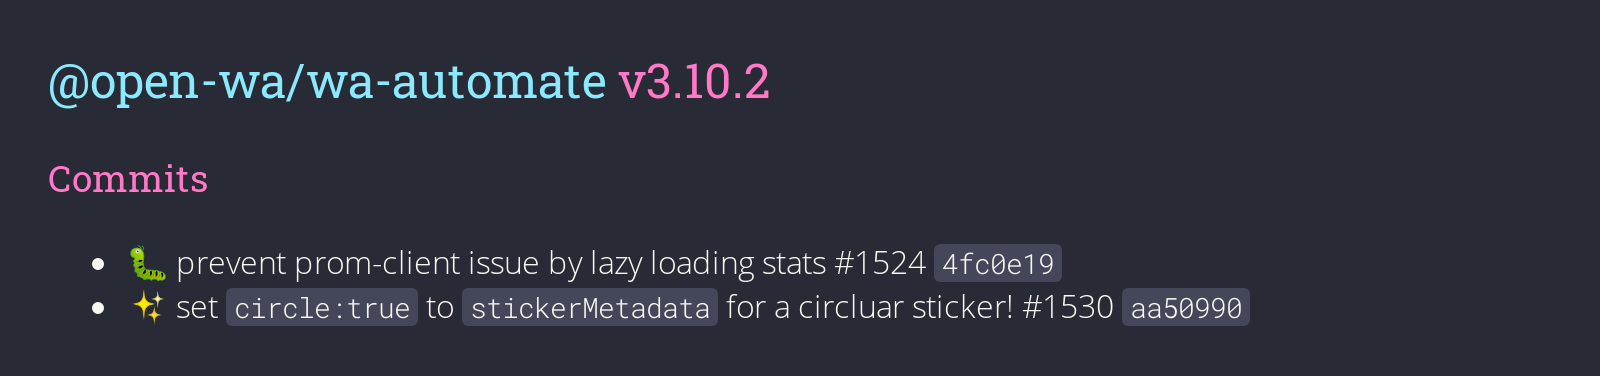 @open-wa/wa-automate v3.10.2
Commits
🐛 prevent prom-client issue by lazy loading stats #1524 4fc0e19
✨ set circle:true to stickerMetadata for a circluar sticker! #1530 aa50990